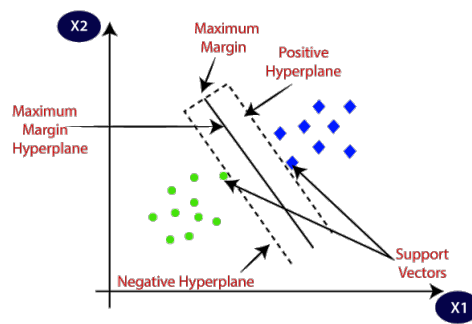 X2
Maximum
Margin
Positive
Hyperplane
Maximum
Margin
Hyperplane
Support
Vectors
Negative Hyperplane
X1